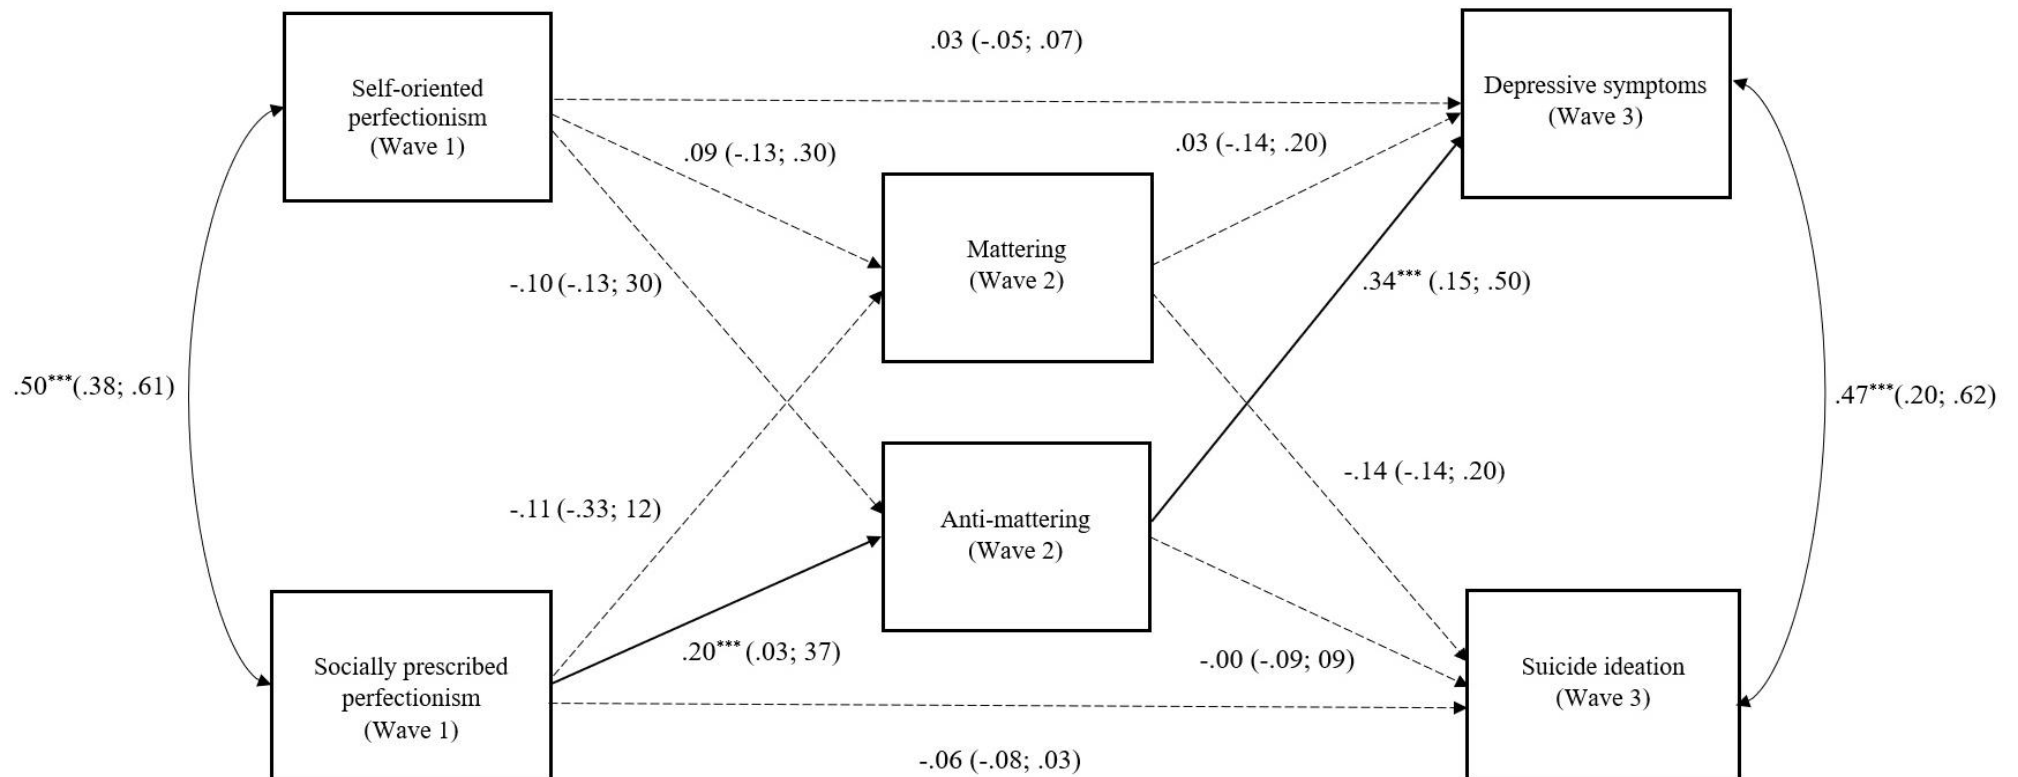 .03 (-.05; .07)
Self-oriented
perfectionism
(Wave 1)
Depressive symptoms
(Wave 3)
.09 (-.13; .30)
.03 (-.14; .20)
Mattering
(Wave 2)
-.10 (-.13; 30)
.34*** (.15; .50)
.50***(.38; .61)
.47***(.20; .62)
-.14 (-.14; .20)
-.11 (-.33; 12)
Anti-mattering
(Wave 2)
.20*** (.03; 37)
-.00 (-.09; 09)
Socially prescribed
perfectionism
(Wave 1)
Suicide ideation
(Wave 3)
-.06 (-.08; .03)